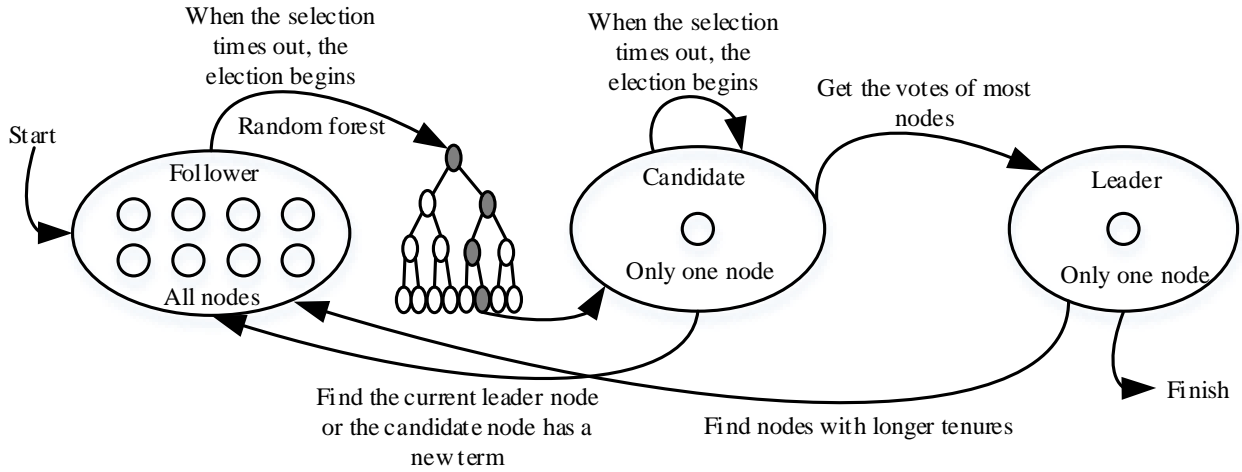 When the selection
times out, the
election begins
Start
Random forest
Follower
All nodes
When the selection
times out, the
election begins
Candidate
Only one node
Get the votes of most
nodes
Leader
Only one node
Find the current leader node
or the candidate node has a
new term
Find nodes with longer tenures
Finish